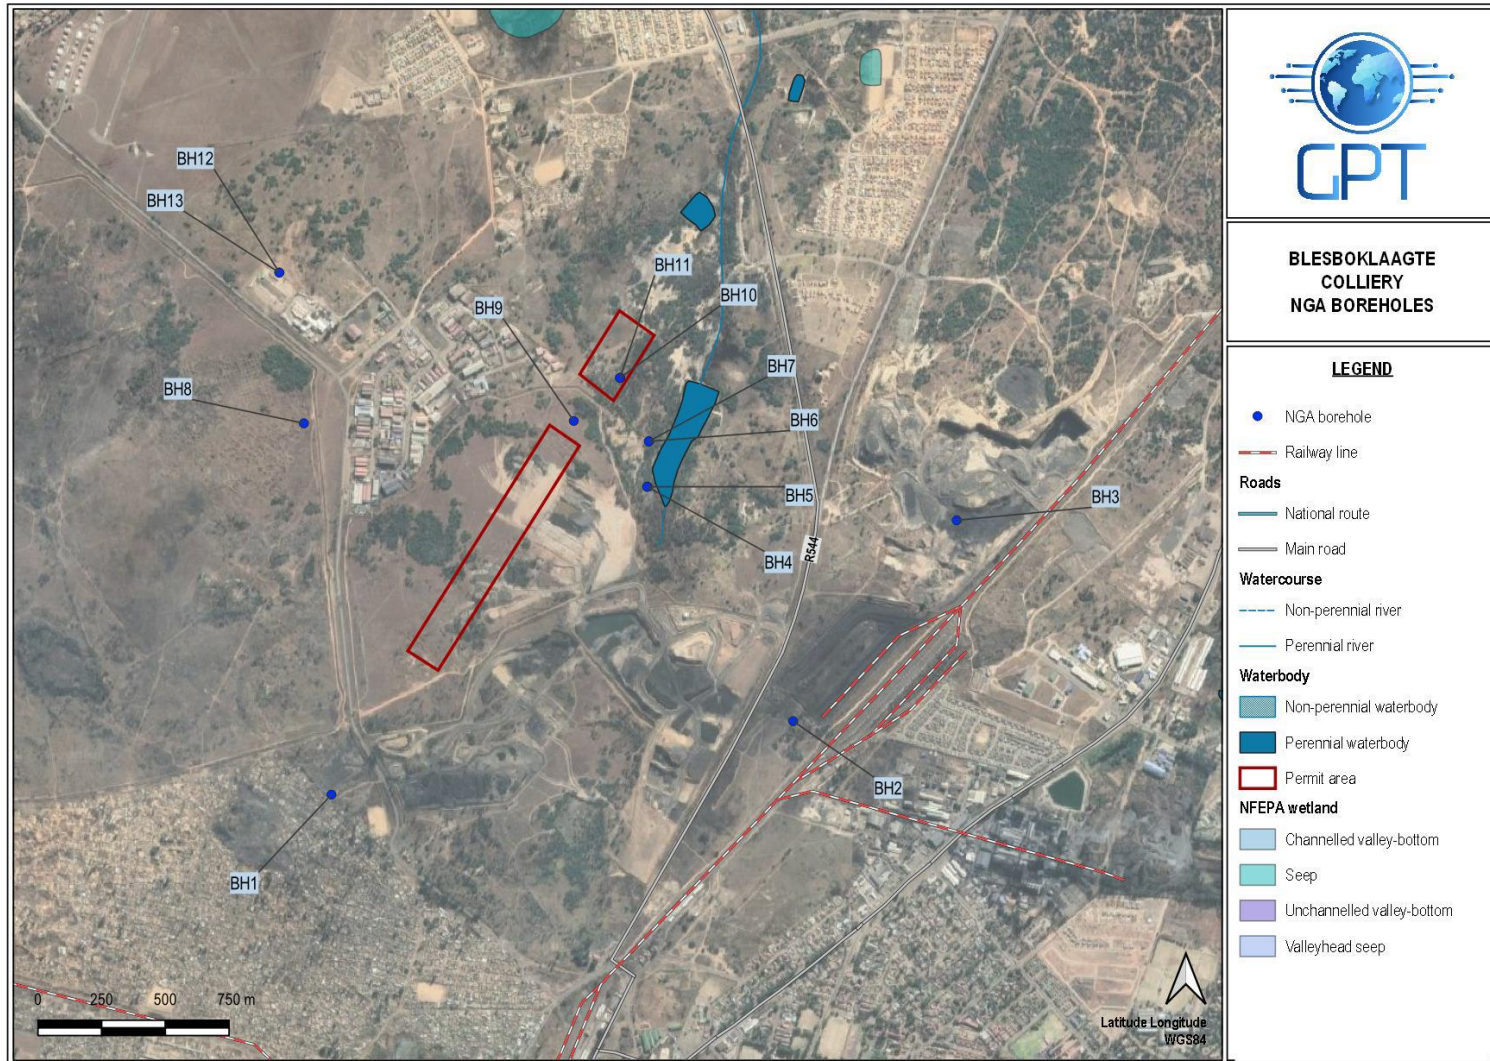 BH12
BH13
BH11
BH10
BH9
BH7
BH8
BH6
BH5
BH3
R544
BH4
BH2
BH1
0 250 500 750 m
Latitude Longitude
WGS84
GPT
BLESBOKLAAGTE
COLLIERY
NGA BOREHOLES
LEGEND
NGA borehole
Railway line
Roads
National route
Main road
Watercourse
Non-perennial river
Perennial river
Waterbody
Non-perennial waterbody
Perennial waterbody
Permit area
NFEPA wetland
Channelled valley-bottom
Seep
Unchannelled valley-bottom
Valleyhead seep